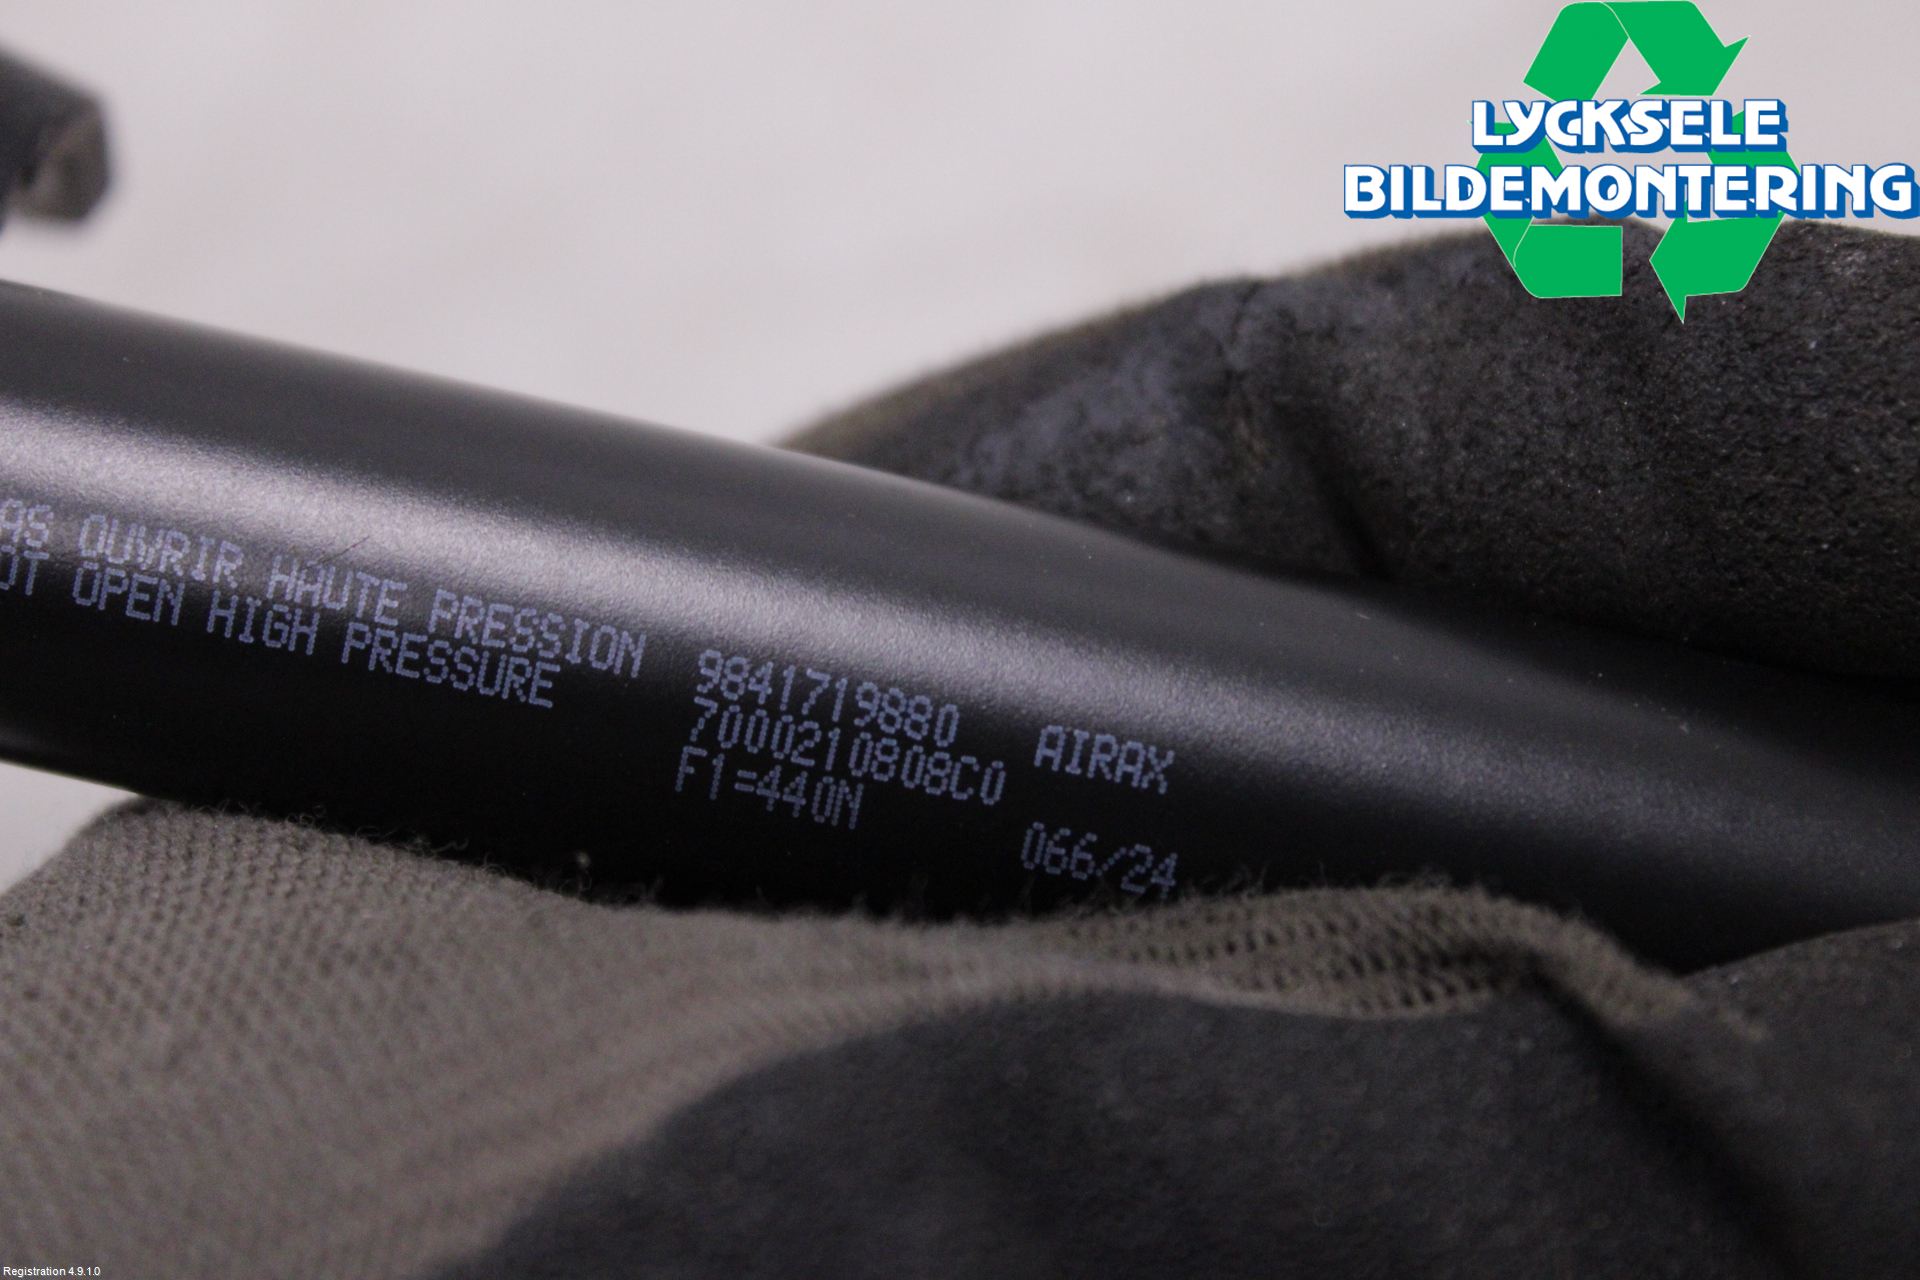 LYCKSELE
BILDEMONTERING
AS OUVRIR HAUTE PRESSION 9841719880 AIRAX
OT OPEN HIGH PRESSURE 7000210808C0
F1=440N 066/24
Registration 4.9.1.0